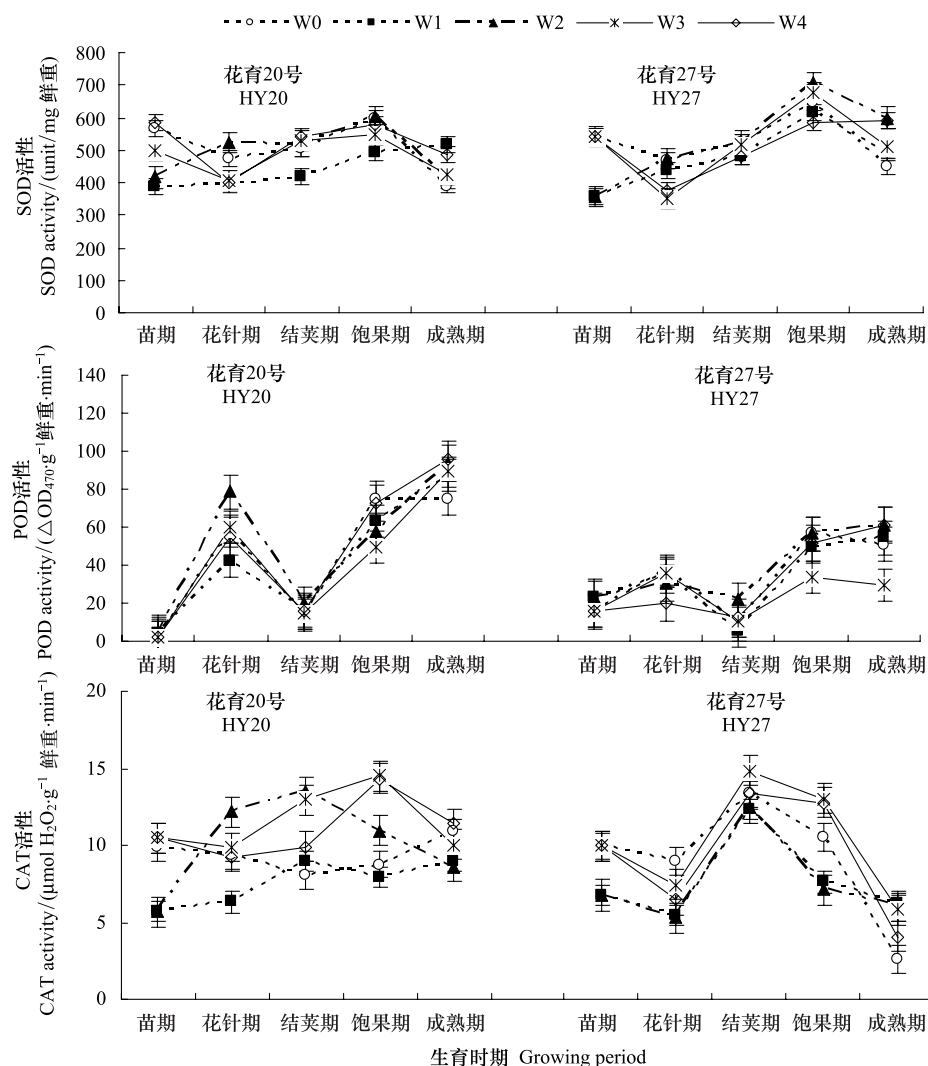 W0 W1 W2 W3 W4
SOD活性
SOD activity/(unit/mg 鲜重)
800
700
600
500
400
300
200
100
0
花育20号
HY20
花育27号
HY27
苗期 花针期 结荚期 饱果期 成熟期 苗期 花针期 结荚期 饱果期 成熟期
POD活性
POD activity/(△OD₄₇₀·g⁻¹鲜重·min⁻¹)
140
120
100
80
60
40
20
0
花育20号
HY20
花育27号
HY27
苗期 花针期 结荚期 饱果期 成熟期 苗期 花针期 结荚期 饱果期 成熟期
CAT活性
CAT activity/(μmol H₂O₂·g⁻¹ 鲜重·min⁻¹)
20
15
10
5
0
花育20号
HY20
花育27号
HY27
苗期 花针期 结荚期 饱果期 成熟期 苗期 花针期 结荚期 饱果期 成熟期
生育时期 Growing period